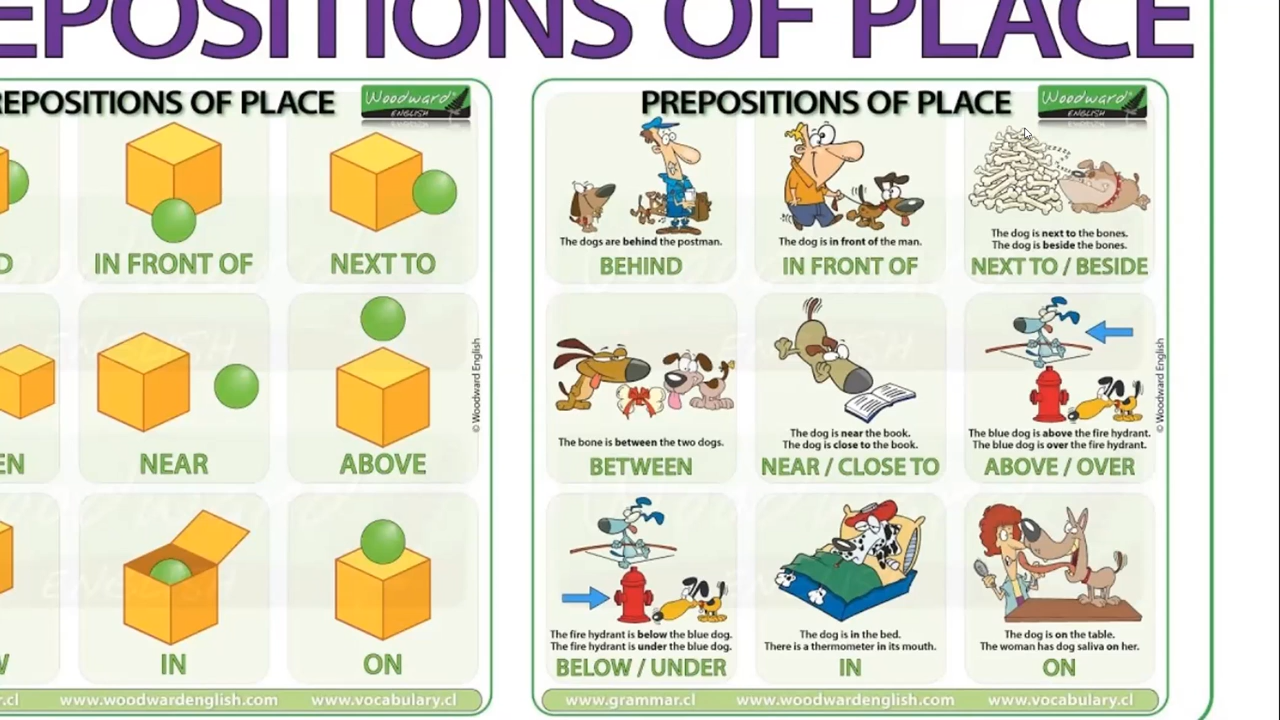 EPOSITIONS OF PLACE
REPOSITIONS OF PLACE
Woodward®
ENGLISH
IN FRONT OF
NEXT TO
NEAR
ABOVE
IN
ON
© Woodward English
www.woodwardenglish.com
www.vocabulary.cl
PREPOSITIONS OF PLACE
Woodward®
ENGLISH
The dogs are behind the postman.
BEHIND
The dog is in front of the man.
IN FRONT OF
The dog is next to the bones.
The dog is beside the bones.
NEXT TO / BESIDE
The bone is between the two dogs.
BETWEEN
The dog is near the book.
The dog is close to the book.
NEAR / CLOSE TO
The blue dog is above the fire hydrant.
The blue dog is over the fire hydrant.
ABOVE / OVER
The fire hydrant is below the blue dog.
The fire hydrant is under the blue dog.
BELOW / UNDER
The dog is in the bed.
There is a thermometer in its mouth.
IN
The dog is on the table.
The woman has dog saliva on her.
ON
© Woodward English
www.grammar.cl
www.woodwardenglish.com
www.vocabulary.cl